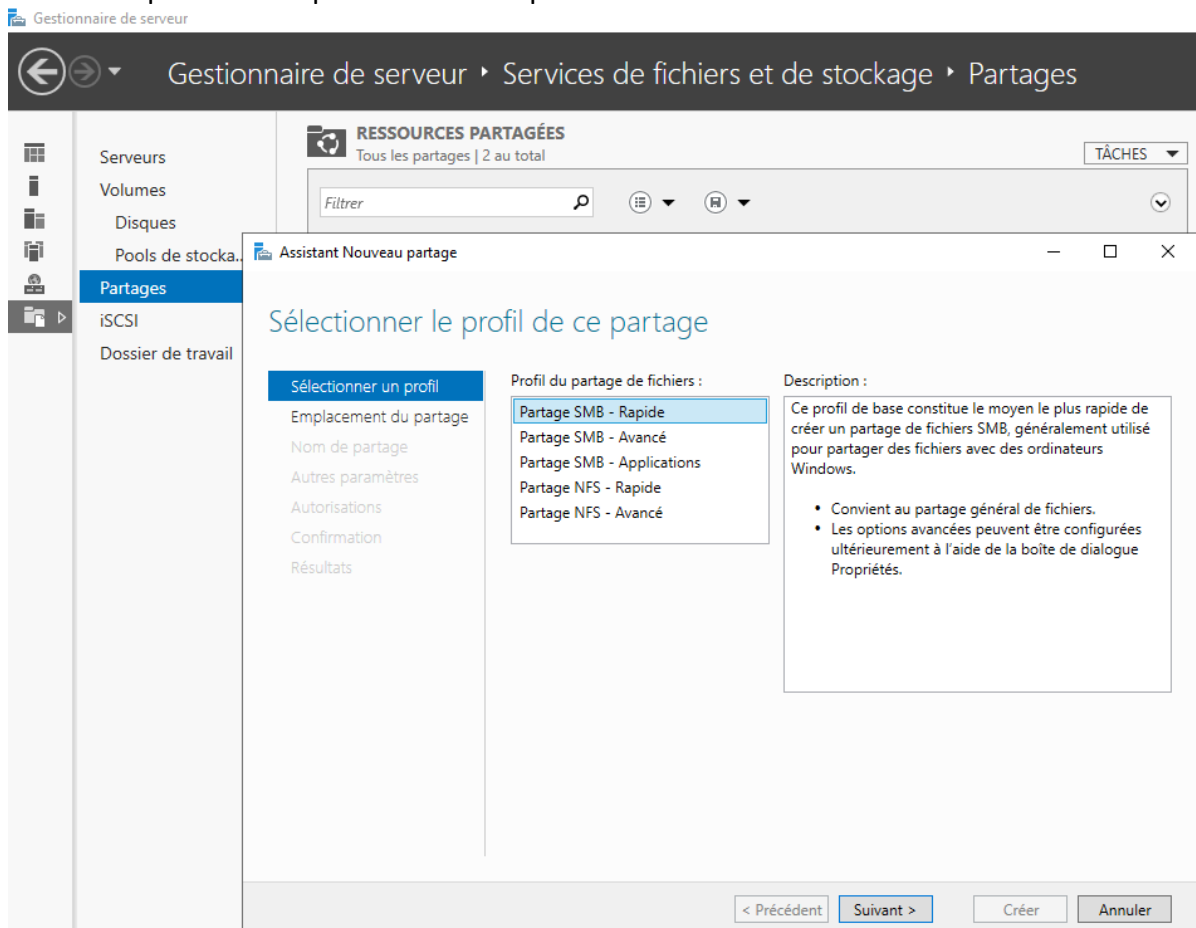 Gestionnaire de serveur
Gestionnaire de serveur ‣ Services de fichiers et de stockage ‣ Partages
RESSOURCES PARTAGÉES
Tous les partages | 2 au total
TÂCHES
Filtrer
Serveurs
Volumes
Disques
Pools de stocka...
Partages
iSCSI
Dossier de travail
Assistant Nouveau partage
Sélectionner le profil de ce partage
Sélectionner un profil
Emplacement du partage
Nom de partage
Autres paramètres
Autorisations
Confirmation
Résultats
Profil du partage de fichiers :
Partage SMB - Rapide
Partage SMB - Avancé
Partage SMB - Applications
Partage NFS - Rapide
Partage NFS - Avancé
Description :
Ce profil de base constitue le moyen le plus rapide de
créer un partage de fichiers SMB, généralement utilisé
pour partager des fichiers avec des ordinateurs
Windows.
• Convient au partage général de fichiers.
• Les options avancées peuvent être configurées
ultérieurement à l'aide de la boîte de dialogue
Propriétés.
< Précédent
Suivant >
Créer
Annuler